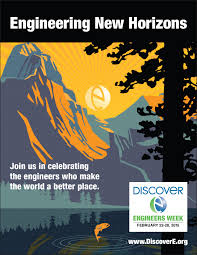 Engineering New Horizons
Join us in celebrating
the engineers who make
the world a better place.
DISCOVER
ENGINEERS WEEK
FEBRUARY 22-28, 2015
www.DiscoverE.org